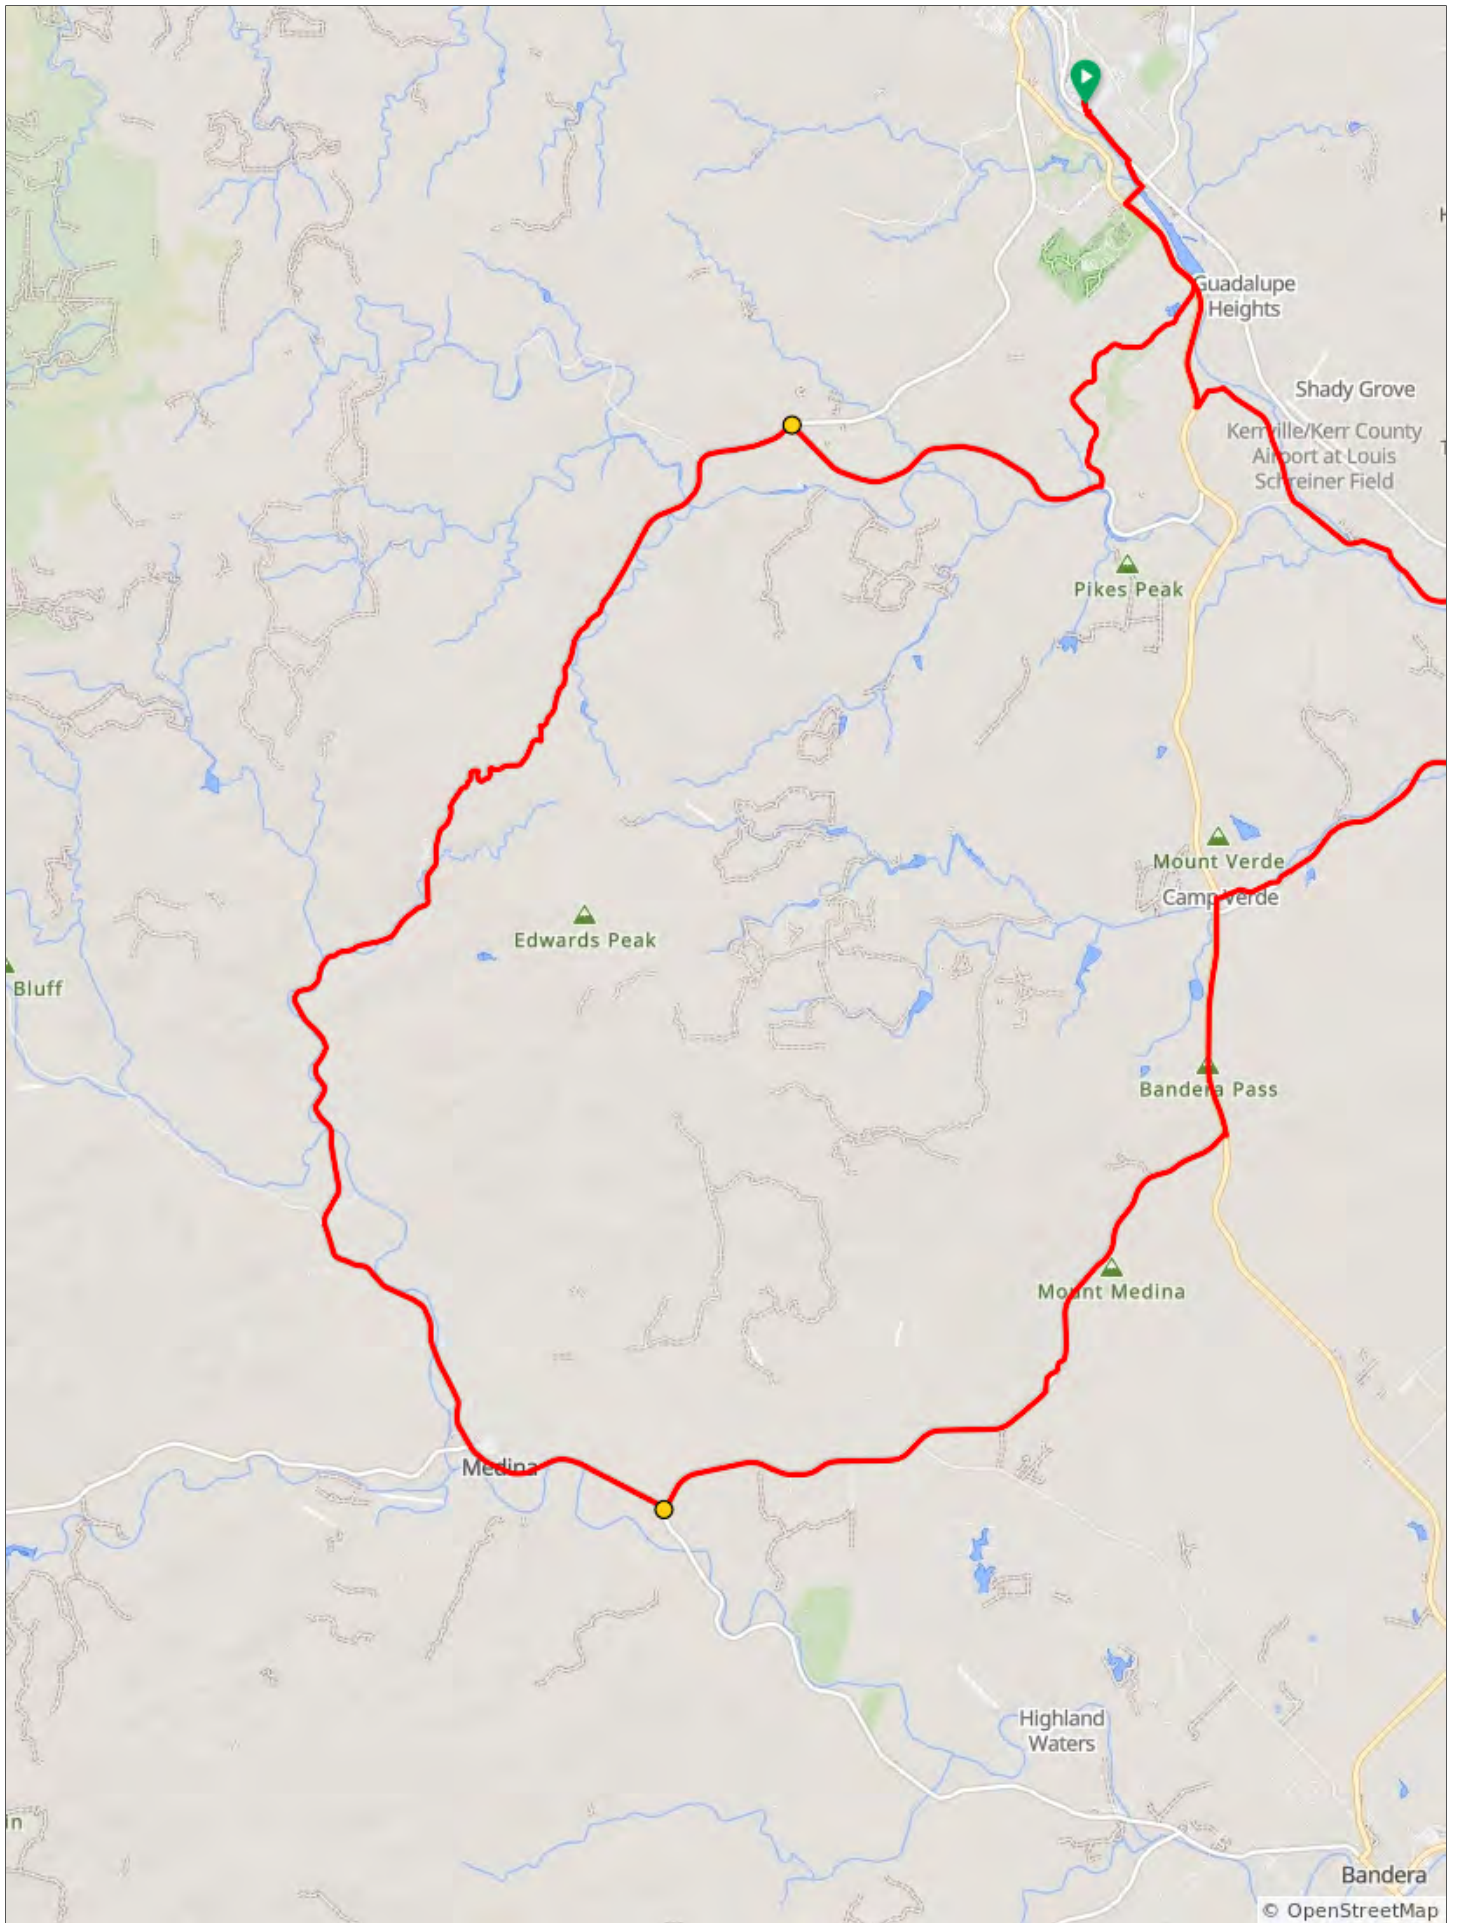 Guadalupe
Heights
Shady Grove
Kerrville/Kerr County
Airport at Louis
Schreiner Field
Pikes Peak
Mount Verde
Camp Verde
Edwards Peak
Bluff
Bandera Pass
Mount Medina
Medina
Highland
Waters
in
Bandera
© OpenStreetMap